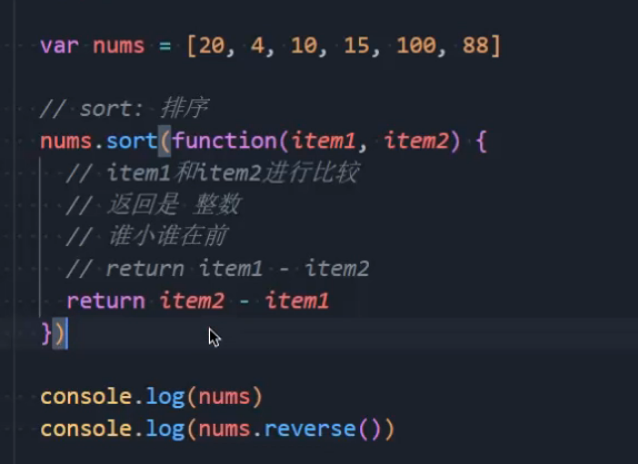 var nums = [20, 4, 10, 15, 100, 88]
// sort: 排序
nums.sort(function(item1, item2) {
// item1和item2进行比较
// 返回是 整数
// 谁小谁在前
// return item1 - item2
return item2 - item1
})
console.log(nums)
console.log(nums.reverse())